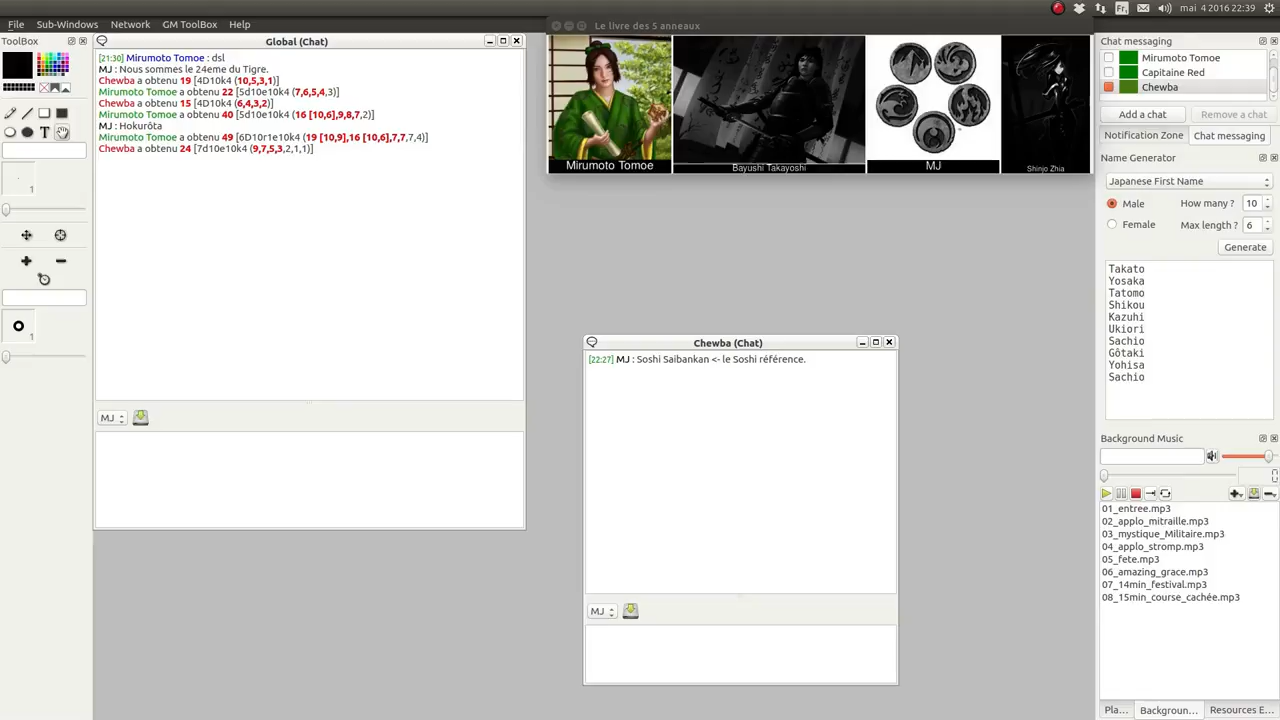 File Sub-Windows Network GM ToolBox Help
Le livre des 5 anneaux
Fr mai 4 2016 22:39
ToolBox
1
1
Global (Chat)
[21:30] Mirumoto Tomoe : dsl
MJ : Nous sommes le 24eme du Tigre.
Chewba a obtenu 19 [4D10k4 (10,5,3,1)]
Mirumoto Tomoe a obtenu 22 [5d10e10k4 (7,6,5,4,3)]
Chewba a obtenu 15 [4D10k4 (6,4,3,2)]
Mirumoto Tomoe a obtenu 40 [5d10e10k4 (16 [10,6],9,8,7,2)]
MJ : Hokurôta
Mirumoto Tomoe a obtenu 49 [6D10r1e10k4 (19 [10,9],16 [10,6],7,7,7,4)]
Chewba a obtenu 24 [7d10e10k4 (9,7,5,3,2,1,1)]
MJ
Mirumoto Tomoe
Bayushi Takayoshi
MJ
Shinjo Zhia
Chewba (Chat)
[22:27] MJ : Soshi Saibankan <- le Soshi référence.
MJ
Chat messaging
Mirumoto Tomoe
Capitaine Red
Chewba
Add a chat Remove a chat
Notification Zone Chat messaging
Name Generator
Japanese First Name
Male How many ? 10
Female Max length ? 6
Generate
Takato
Yosaka
Tatomo
Shikou
Kazuhi
Ukiori
Sachio
Gôtaki
Yohisa
Sachio
Background Music
01_entree.mp3
02_applo_mitraille.mp3
03_mystique_Militaire.mp3
04_applo_stromp.mp3
05_fete.mp3
06_amazing_grace.mp3
07_14min_festival.mp3
08_15min_course_cachée.mp3
Pla... Backgroun... Resources E...